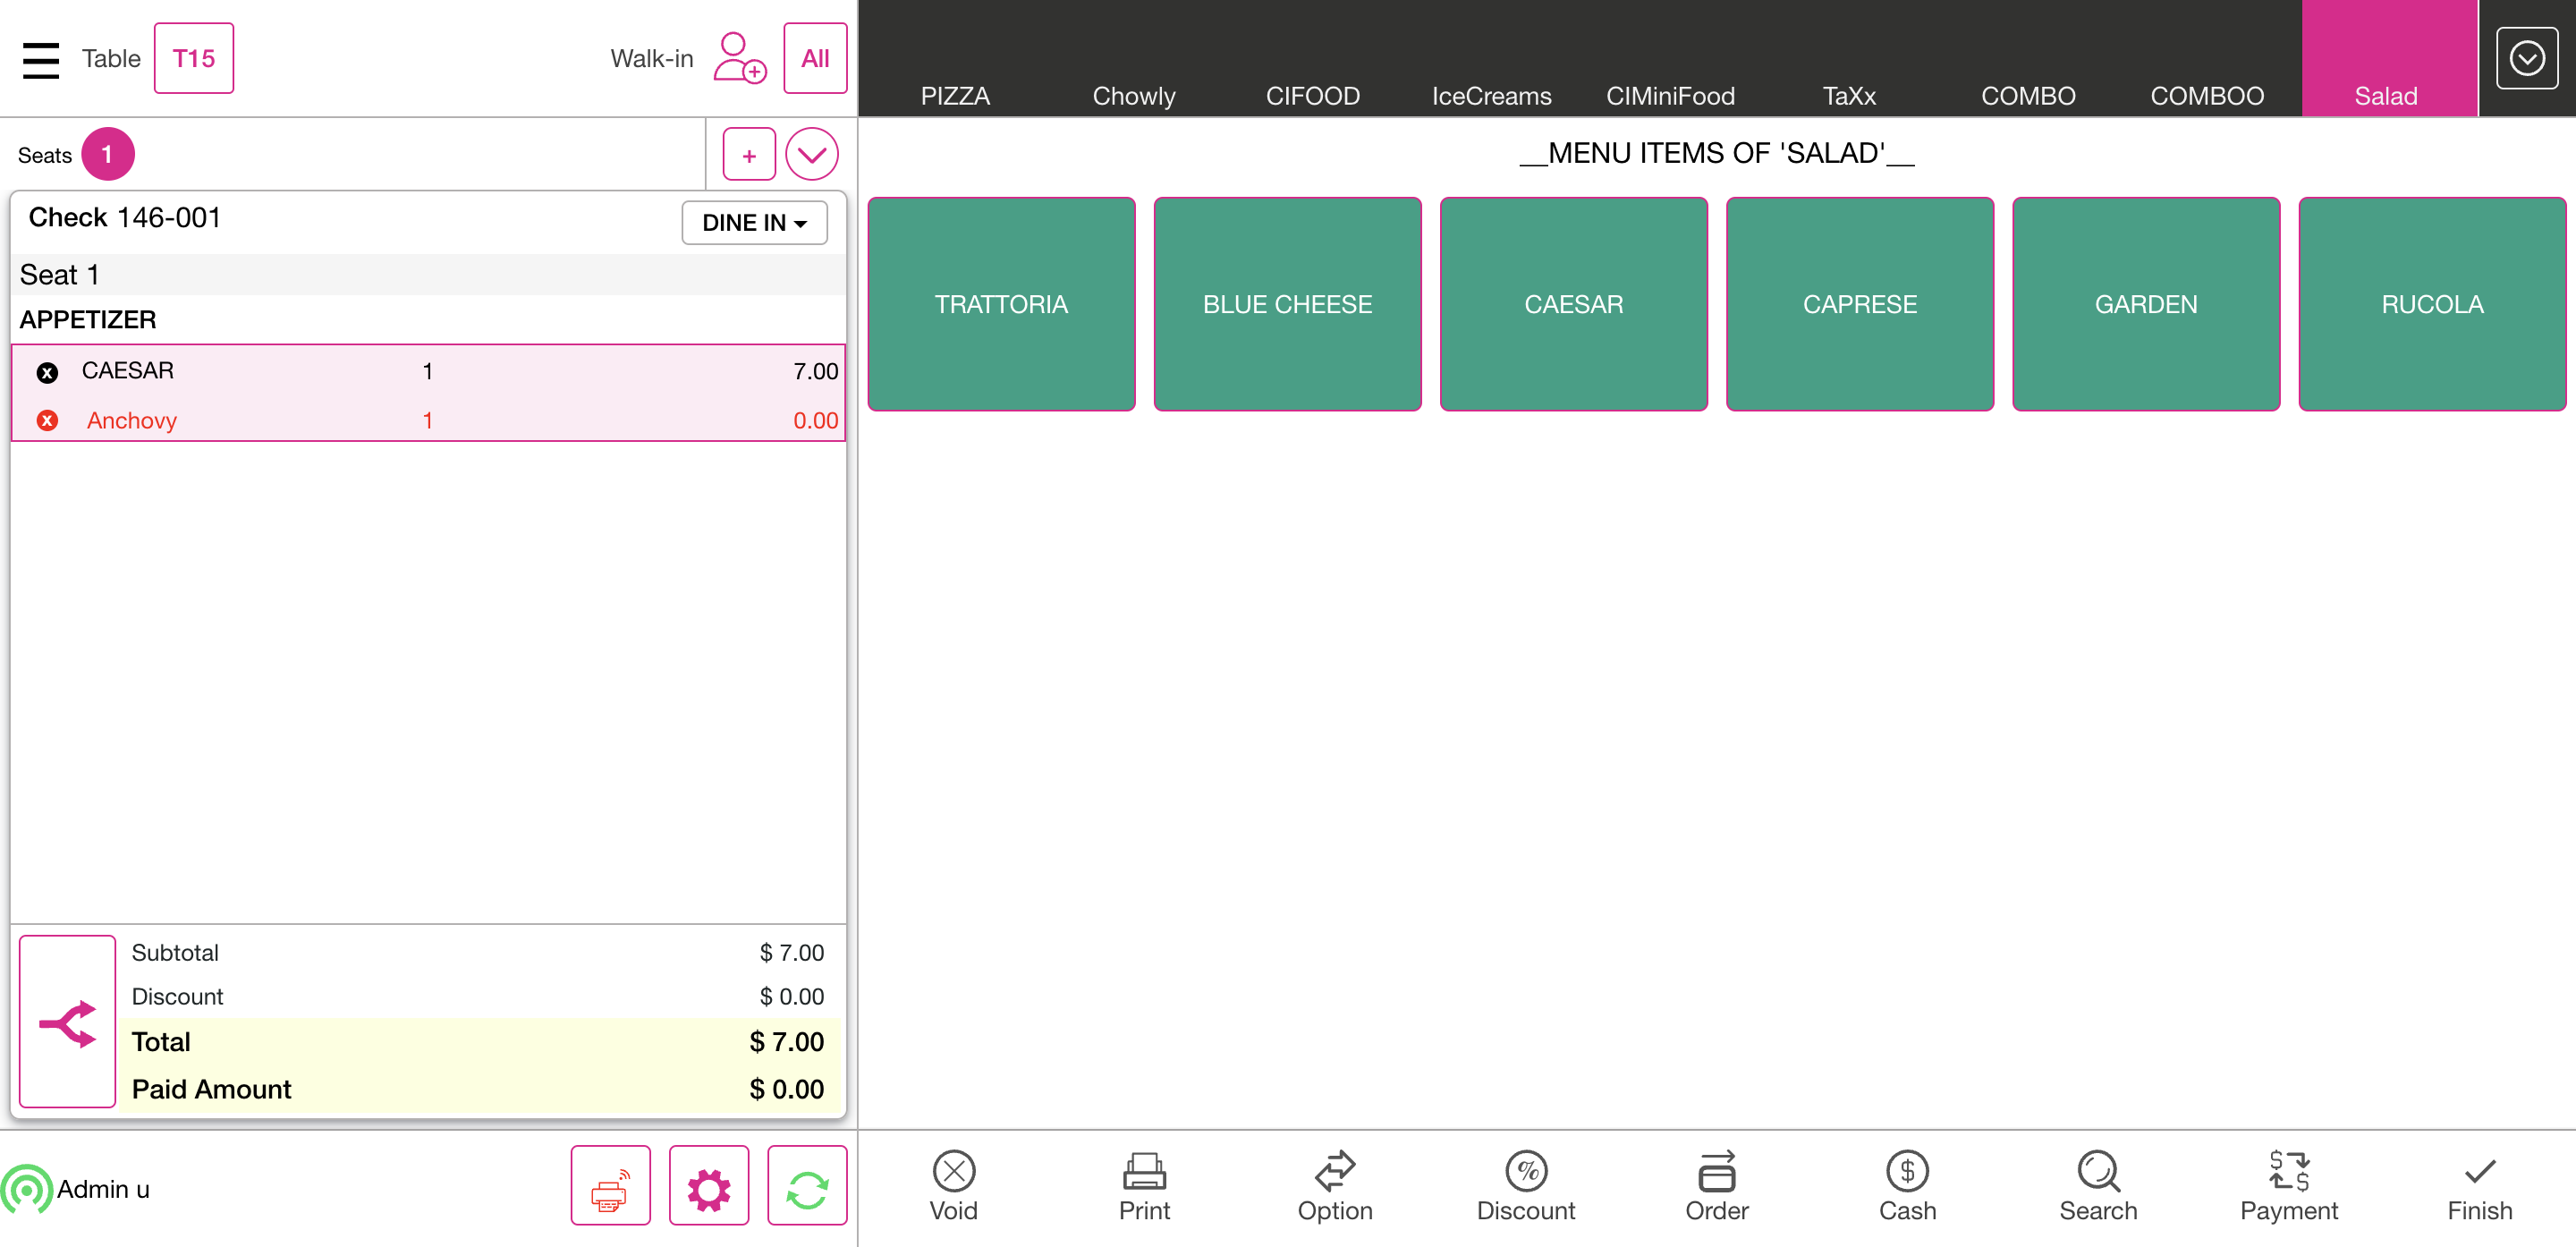 Table T15 Walk-in All
PIZZA Chowly CIFOOD IceCreams CIMiniFood TaXx COMBO COMBOO Salad
Seats 1 +
Check 146-001 DINE IN
Seat 1
APPETIZER
x CAESAR 1 7.00
x Anchovy 1 0.00
Subtotal $ 7.00
Discount $ 0.00
Total $ 7.00
Paid Amount $ 0.00
Admin u
__MENU ITEMS OF 'SALAD'__
TRATTORIA BLUE CHEESE CAESAR CAPRESE GARDEN RUCOLA
Void Print Option Discount Order Cash Search Payment Finish